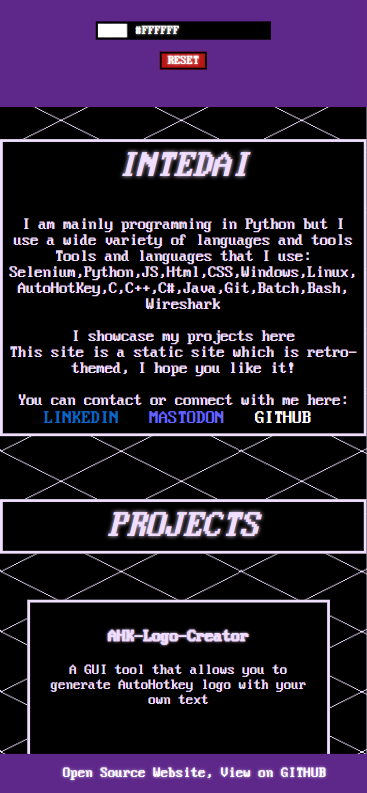 #FFFFFF
RESET
INTEDAI
I am mainly programming in Python but I
use a wide variety of languages and tools
Tools and languages that I use:
Selenium,Python,JS,Html,CSS,Windows,Linux,
AutoHotKey,C,C++,C#,Java,Git,Batch,Bash,
Wireshark
I showcase my projects here
This site is a static site which is retro-
themed, I hope you like it!
You can contact or connect with me here:
LINKEDIN MASTODON GITHUB
PROJECTS
AHK-Logo-Creator
A GUI tool that allows you to
generate AutoHotkey logo with your
own text
Open Source Website, View on GITHUB